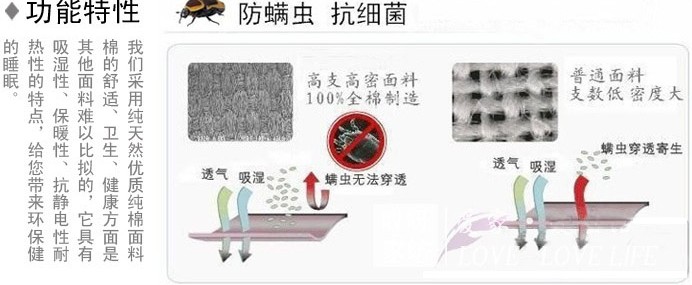 功能特性
我们采用纯天然优质纯棉面料
棉的舒适、卫生、健康方面是
其他面料难以比拟的，它具有
吸湿性、保暖性、抗静电性耐
热性的特点，给您带来环保健
的睡眠。
防螨虫 抗细菌
高支高密面料
100%全棉制造
透气 吸湿
螨虫无法穿透
普通面料
支数低 密度大
透气 吸湿
螨虫穿透寄生
LOVE LOVE LIFE